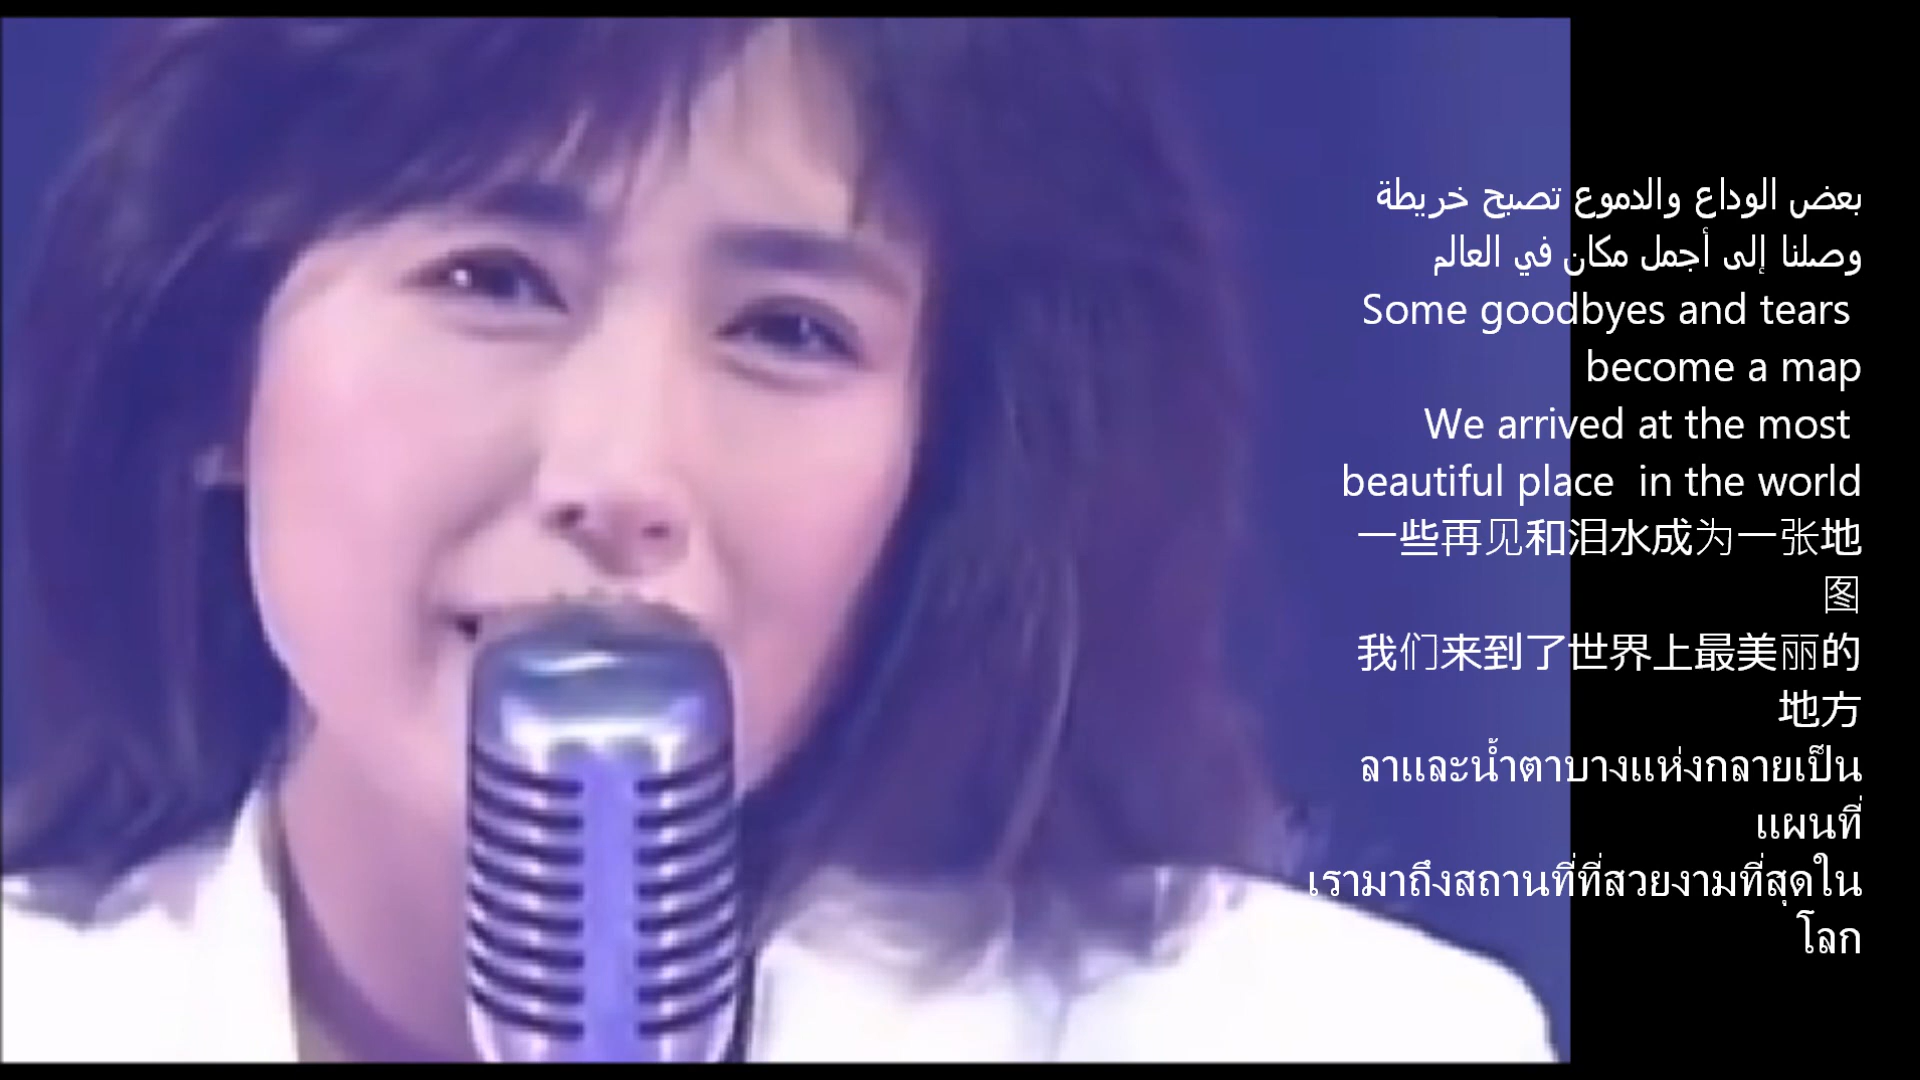 بعض الوداع والدموع تصبح خريطة
وصلنا إلى أجمل مكان في العالم
Some goodbyes and tears
become a map
We arrived at the most
beautiful place  in the world
一些再见和泪水成为一张地
图
我们来到了世界上最美丽的
地方
ลาและน้ำตาบางแห่งกลายเป็น
แผนที่
เรามาถึงสถานที่ที่สวยงามที่สุดใน
โลก